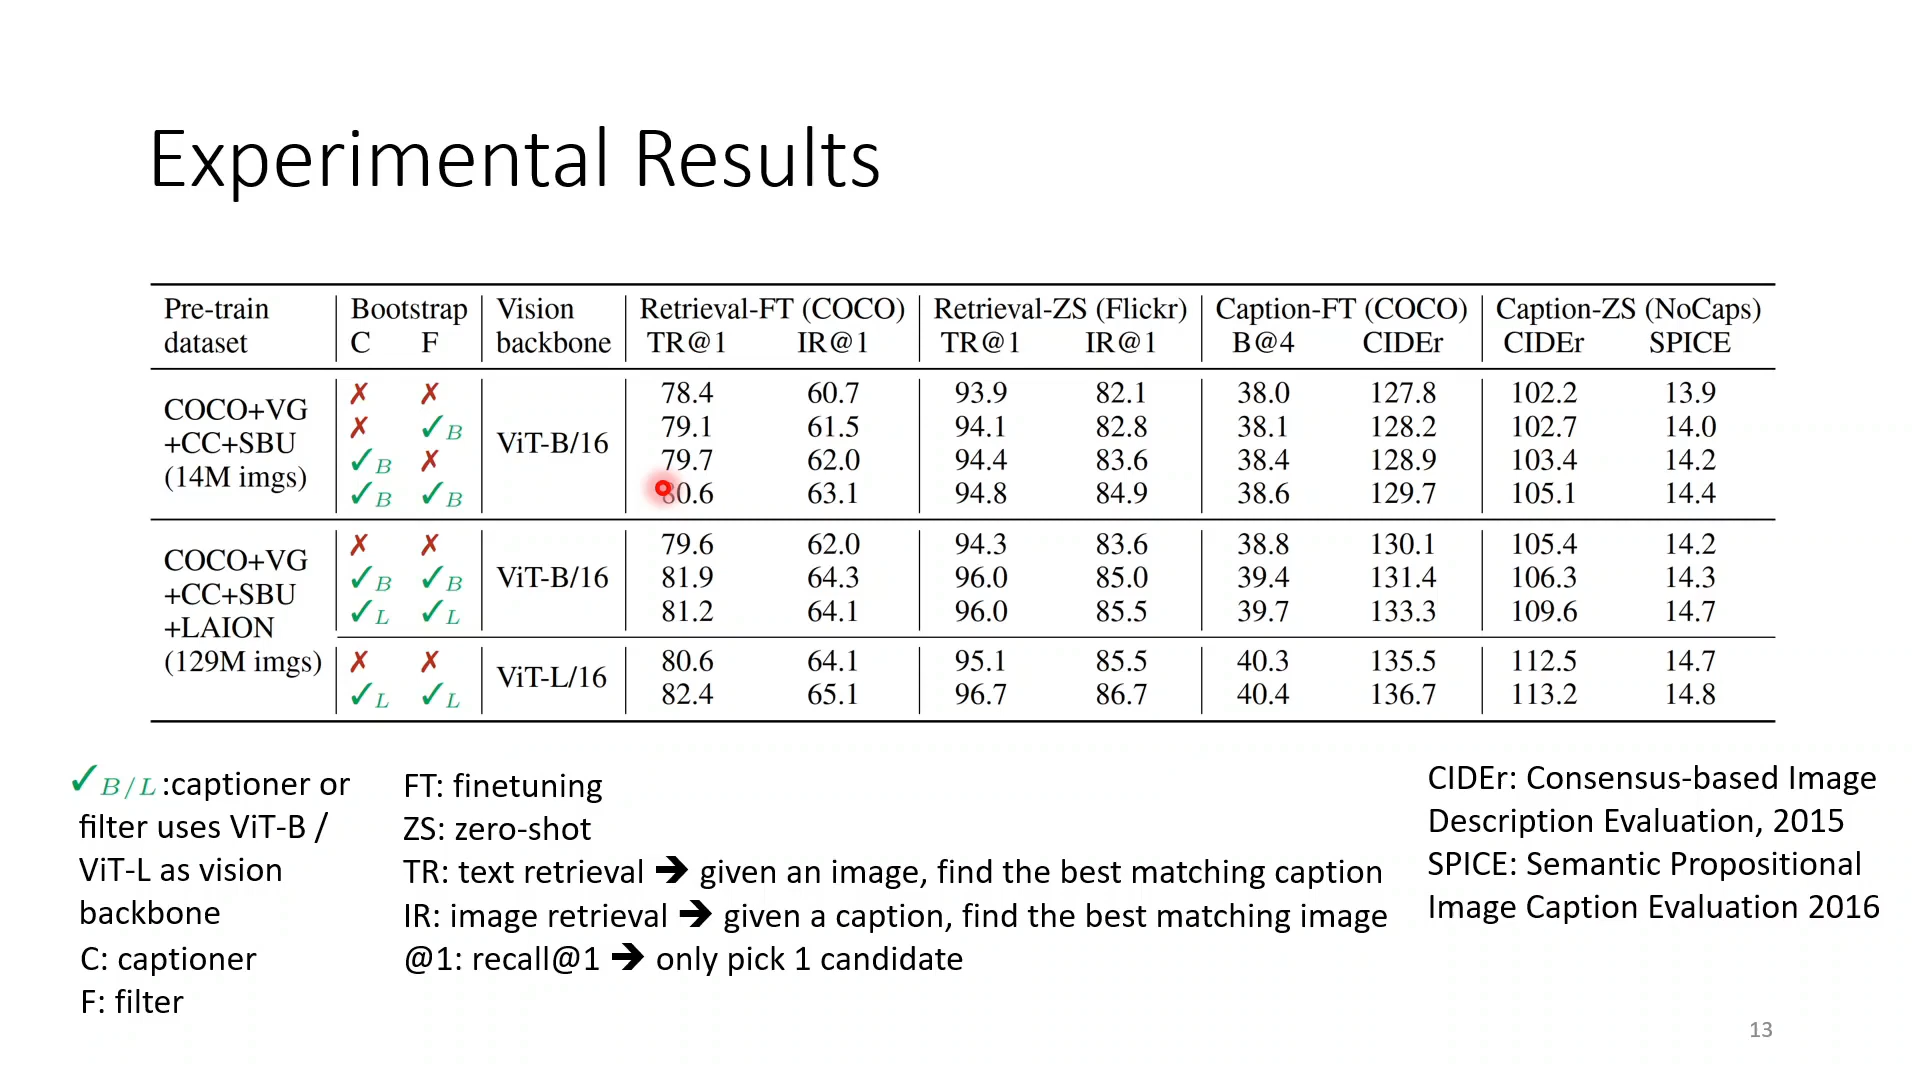 Experimental Results
Pre-train Bootstrap Vision Retrieval-FT (COCO) Retrieval-ZS (Flickr) Caption-FT (COCO) Caption-ZS (NoCaps)
dataset C F backbone TR@1 IR@1 TR@1 IR@1 B@4 CIDEr CIDEr SPICE
COCO+VG
+CC+SBU
(14M imgs)
ViT-B/16
✗ ✗ 78.4 60.7 93.9 82.1 38.0 127.8 102.2 13.9
✗ ✓B 79.1 61.5 94.1 82.8 38.1 128.2 102.7 14.0
✓B ✗ 79.7 62.0 94.4 83.6 38.4 128.9 103.4 14.2
✓B ✓B 80.6 63.1 94.8 84.9 38.6 129.7 105.1 14.4
COCO+VG
+CC+SBU
+LAION
(129M imgs)
ViT-B/16
✗ ✗ 79.6 62.0 94.3 83.6 38.8 130.1 105.4 14.2
✓B ✓B 81.9 64.3 96.0 85.0 39.4 131.4 106.3 14.3
✓L ✓L 81.2 64.1 96.0 85.5 39.7 133.3 109.6 14.7
ViT-L/16
✗ ✗ 80.6 64.1 95.1 85.5 40.3 135.5 112.5 14.7
✓L ✓L 82.4 65.1 96.7 86.7 40.4 136.7 113.2 14.8
✓B/L:captioner or
filter uses ViT-B /
ViT-L as vision
backbone
C: captioner
F: filter
FT: finetuning
ZS: zero-shot
TR: text retrieval ➔ given an image, find the best matching caption
IR: image retrieval ➔ given a caption, find the best matching image
@1: recall@1 ➔ only pick 1 candidate
CIDEr: Consensus-based Image
Description Evaluation, 2015
SPICE: Semantic Propositional
Image Caption Evaluation 2016
13